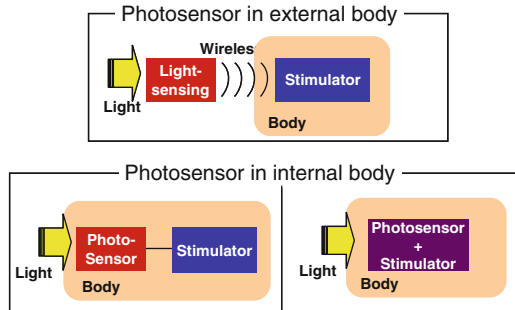 Photosensor in external body
Wireles
Light-
sensing
Stimulator
Light
Body
Photosensor in internal body
Photo-
Sensor
Stimulator
Light
Body
Photosensor
+
Stimulator
Light
Body